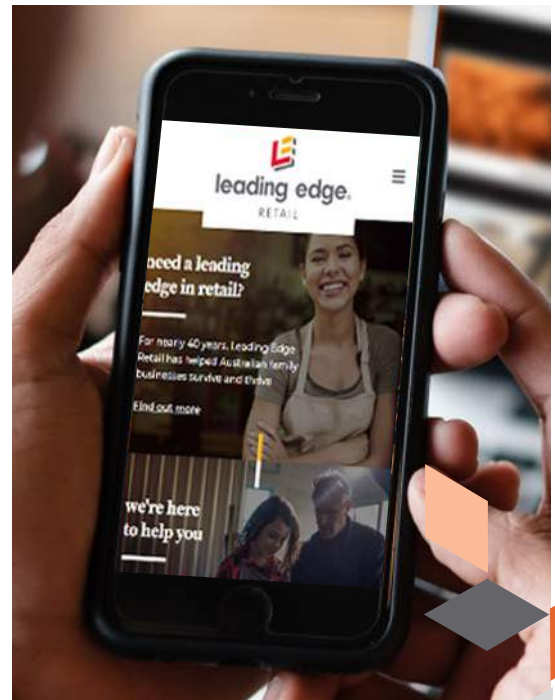 leading edge.
RETAIL
need a leading
edge in retail?
For nearly 40 years, Leading Edge
Retail has helped Australian family
businesses survive and thrive
Find out more
we're here
to help you